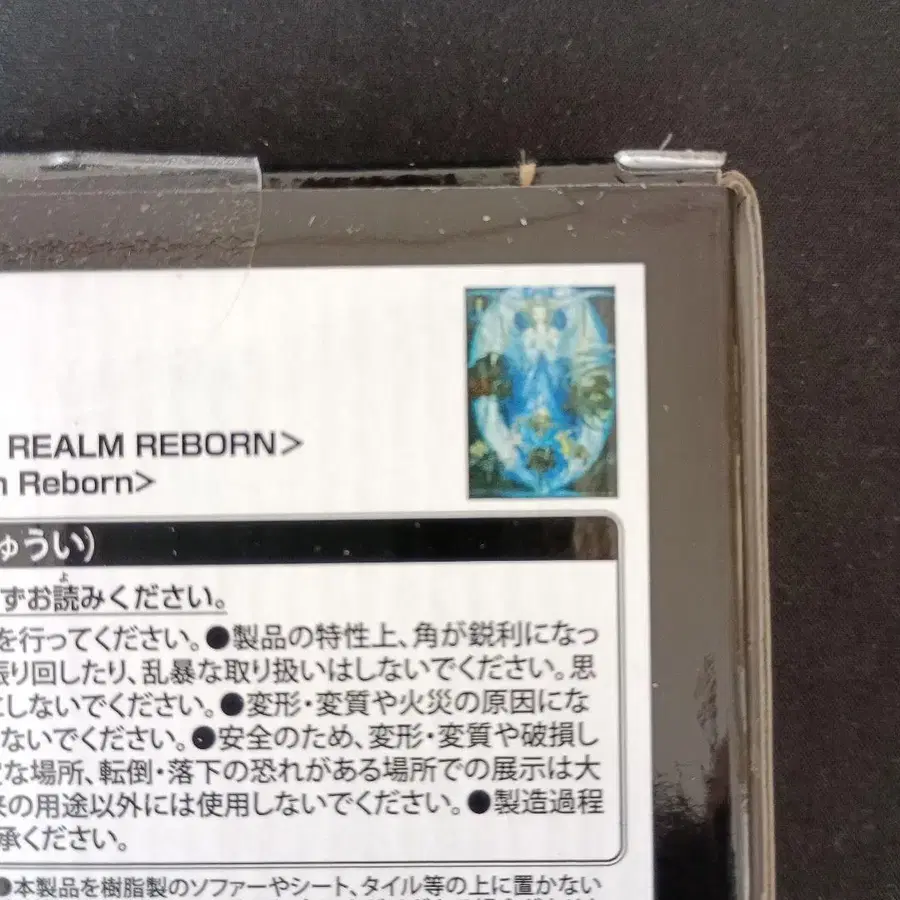 REALM REBORN>
Reborn>
ゅうい)
ずお読みください。
を行ってください。●製品の特性上、角が鋭利になっ
振り回したり、乱暴な取り扱いはしないでください。思
にしないでください。●変形・変質や火災の原因にな
ないでください。●安全のため、変形・変質や破損し
な場所、転倒・落下の恐れがある場所での展示は大
来の用途以外には使用しないでください。●製造過程
承ください。
●本製品を樹脂製のソファーやシート、タイル等の上に置かない